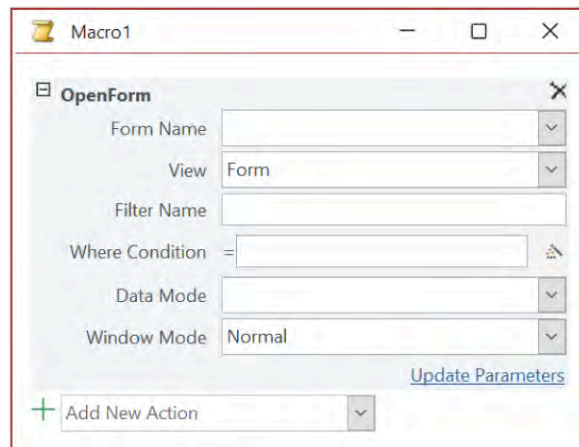 Macro1
OpenForm
Form Name
View Form
Filter Name
Where Condition =
Data Mode
Window Mode Normal
Update Parameters
Add New Action